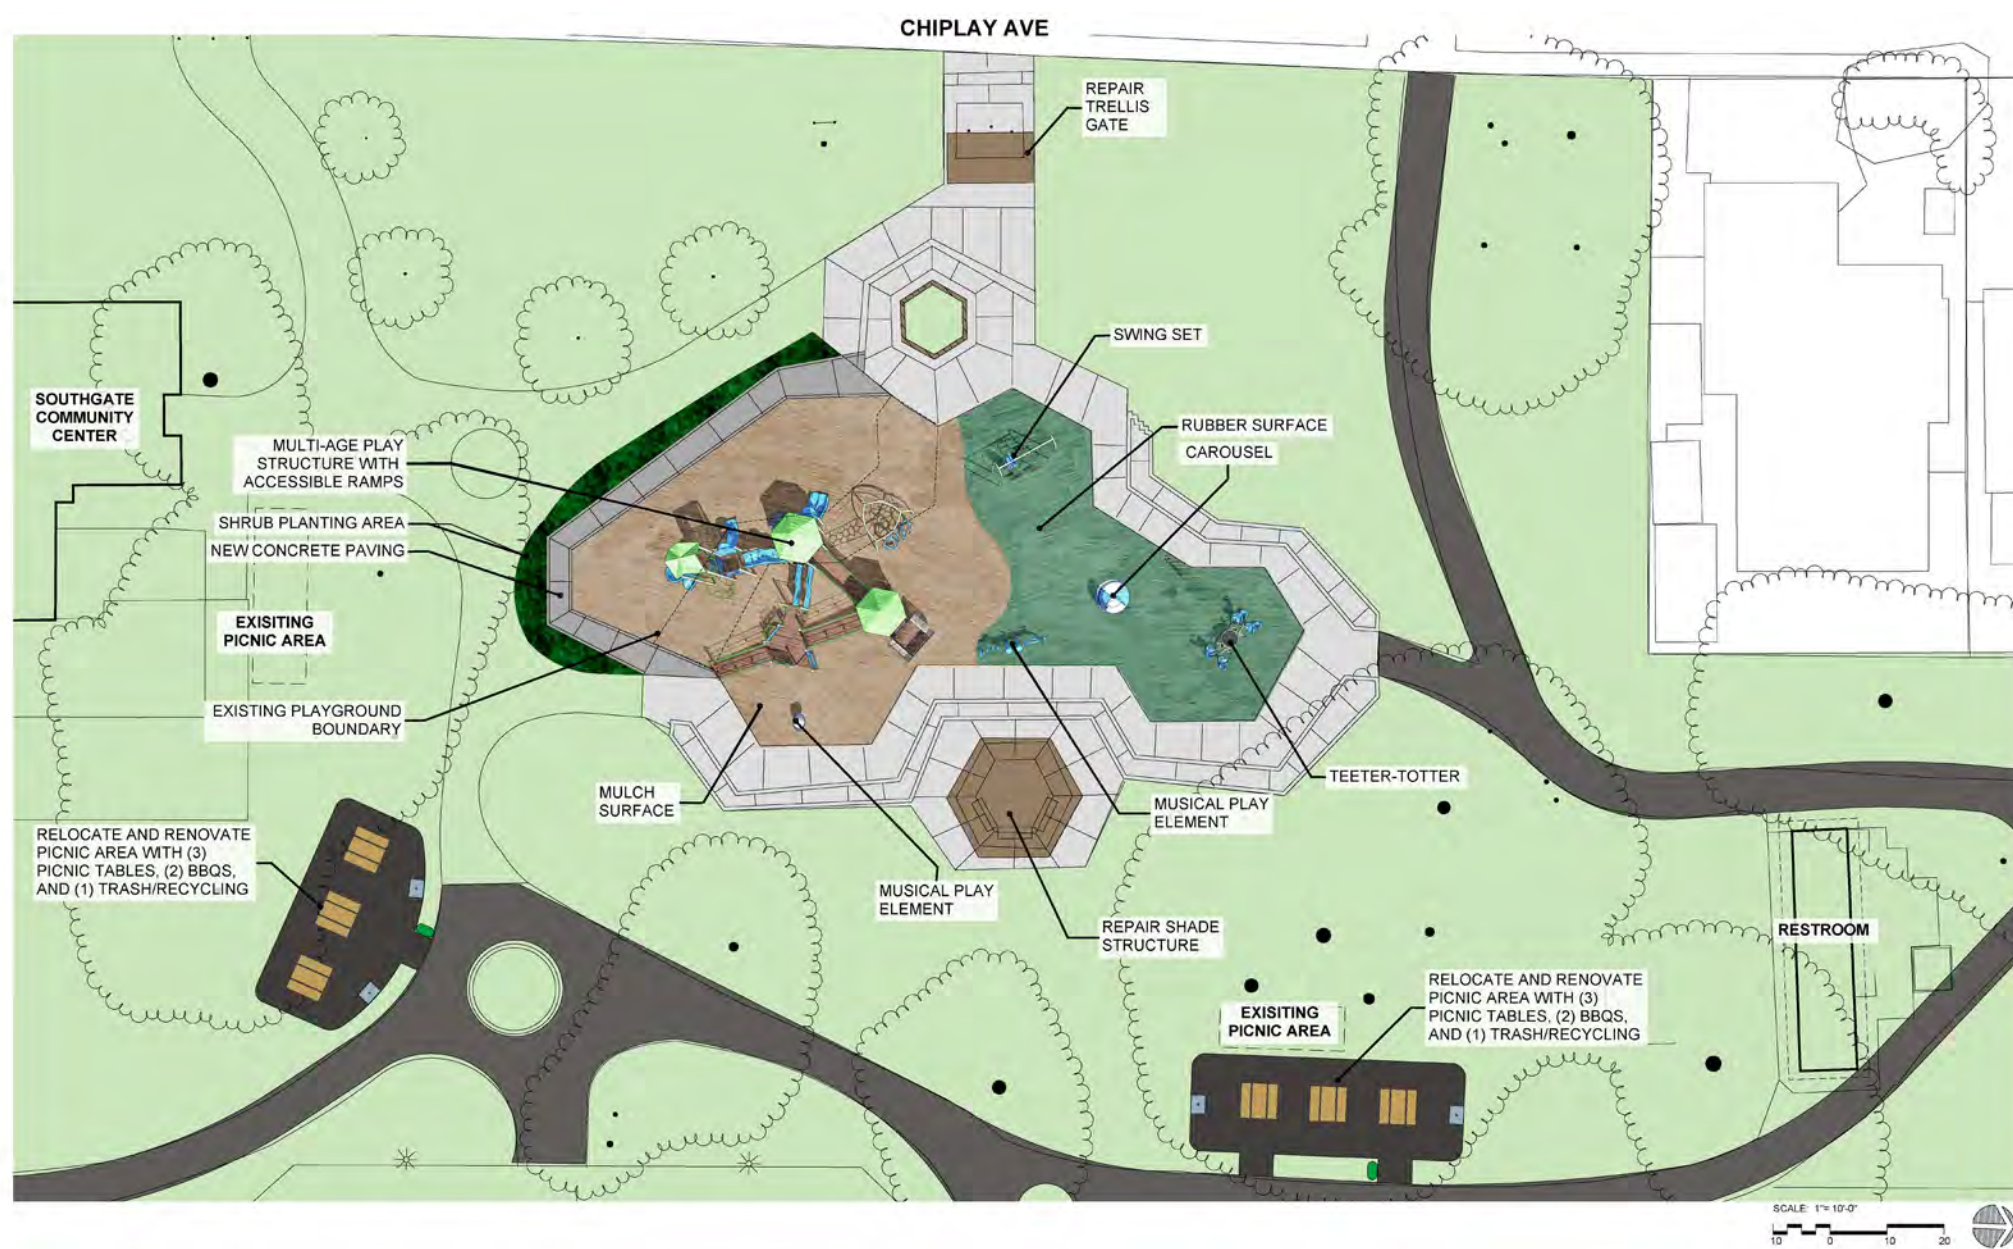 CHIPLAY AVE
REPAIR
TRELLIS
GATE
SWING SET
RUBBER SURFACE
CAROUSEL
SOUTHGATE
COMMUNITY
CENTER
MULTI-AGE PLAY
STRUCTURE WITH
ACCESSIBLE RAMPS
SHRUB PLANTING AREA
NEW CONCRETE PAVING
EXISITING
PICNIC AREA
EXISTING PLAYGROUND
BOUNDARY
MULCH
SURFACE
TEETER-TOTTER
MUSICAL PLAY
ELEMENT
RELOCATE AND RENOVATE
PICNIC AREA WITH (3)
PICNIC TABLES, (2) BBQS,
AND (1) TRASH/RECYCLING
MUSICAL PLAY
ELEMENT
REPAIR SHADE
STRUCTURE
RESTROOM
EXISITING
PICNIC AREA
RELOCATE AND RENOVATE
PICNIC AREA WITH (3)
PICNIC TABLES, (2) BBQS,
AND (1) TRASH/RECYCLING
SCALE: 1"= 10'-0"
10 0 10 20